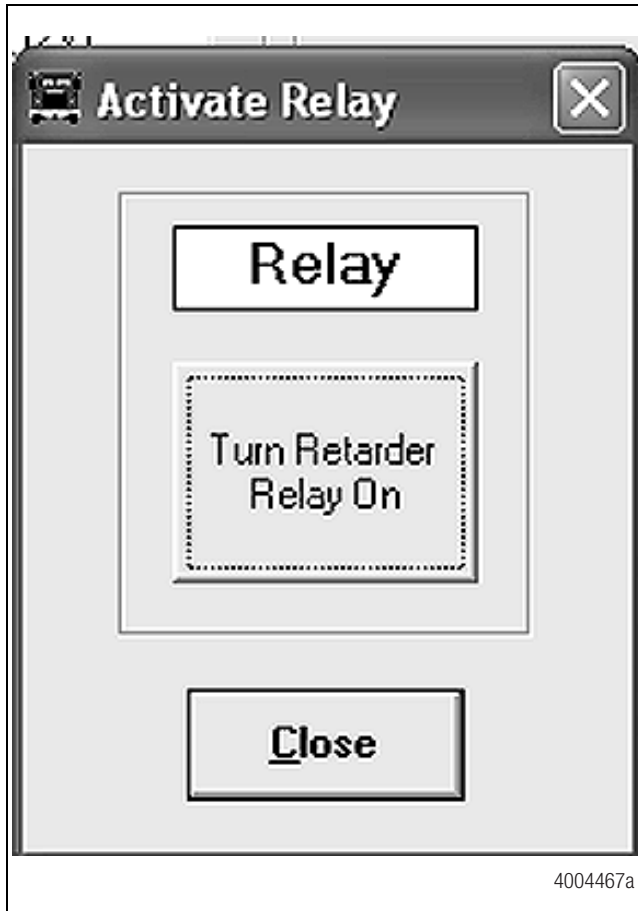 Activate Relay
Relay
Turn Retarder
Relay On
Close
4004467a